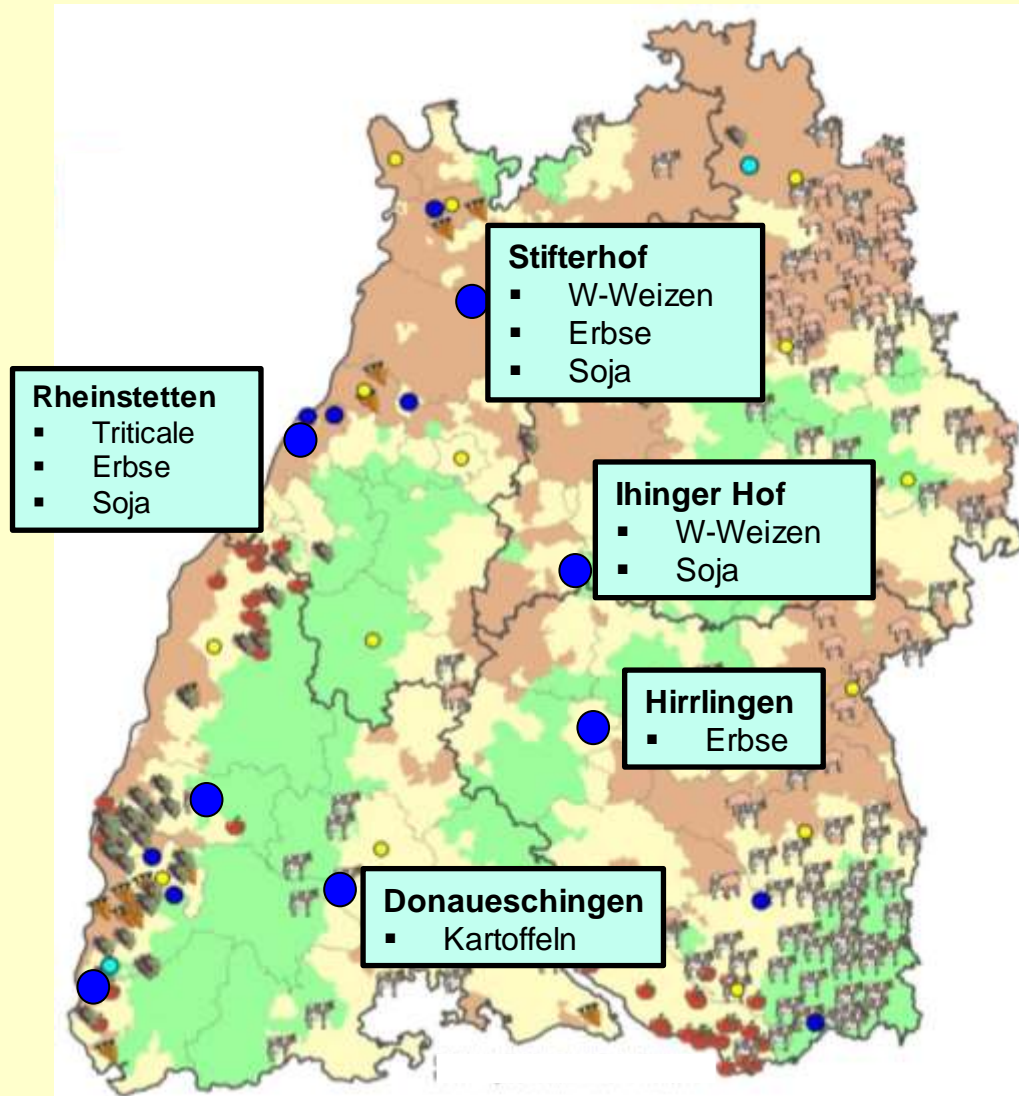 Stifterhof
▪ W-Weizen
▪ Erbse
▪ Soja
Rheinstetten
▪ Triticale
▪ Erbse
▪ Soja
Ihinger Hof
▪ W-Weizen
▪ Soja
Hirrlingen
▪ Erbse
Donaueschingen
▪ Kartoffeln